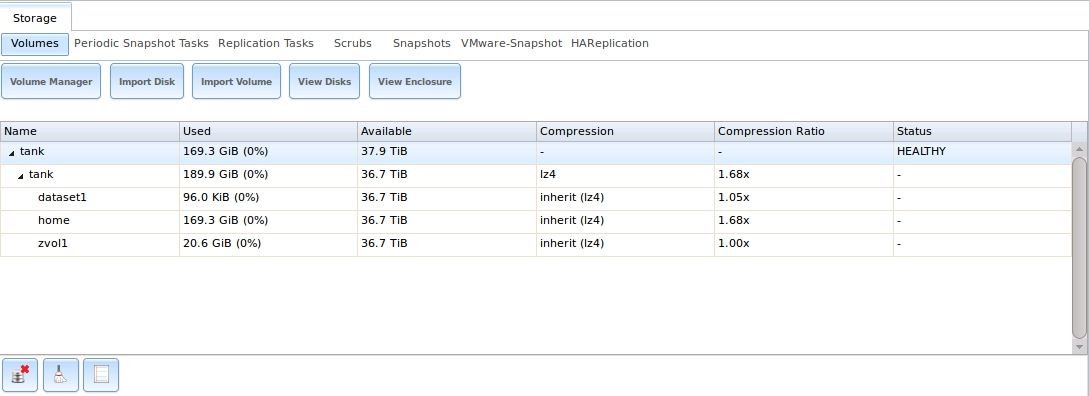 Storage
Volumes Periodic Snapshot Tasks Replication Tasks Scrubs Snapshots VMware-Snapshot HAReplication
Volume Manager Import Disk Import Volume View Disks View Enclosure
Name Used Available Compression Compression Ratio Status
tank 169.3 GiB (0%) 37.9 TiB - - HEALTHY
tank 189.9 GiB (0%) 36.7 TiB lz4 1.68x -
dataset1 96.0 KiB (0%) 36.7 TiB inherit (lz4) 1.05x -
home 169.3 GiB (0%) 36.7 TiB inherit (lz4) 1.68x -
zvol1 20.6 GiB (0%) 36.7 TiB inherit (lz4) 1.00x -